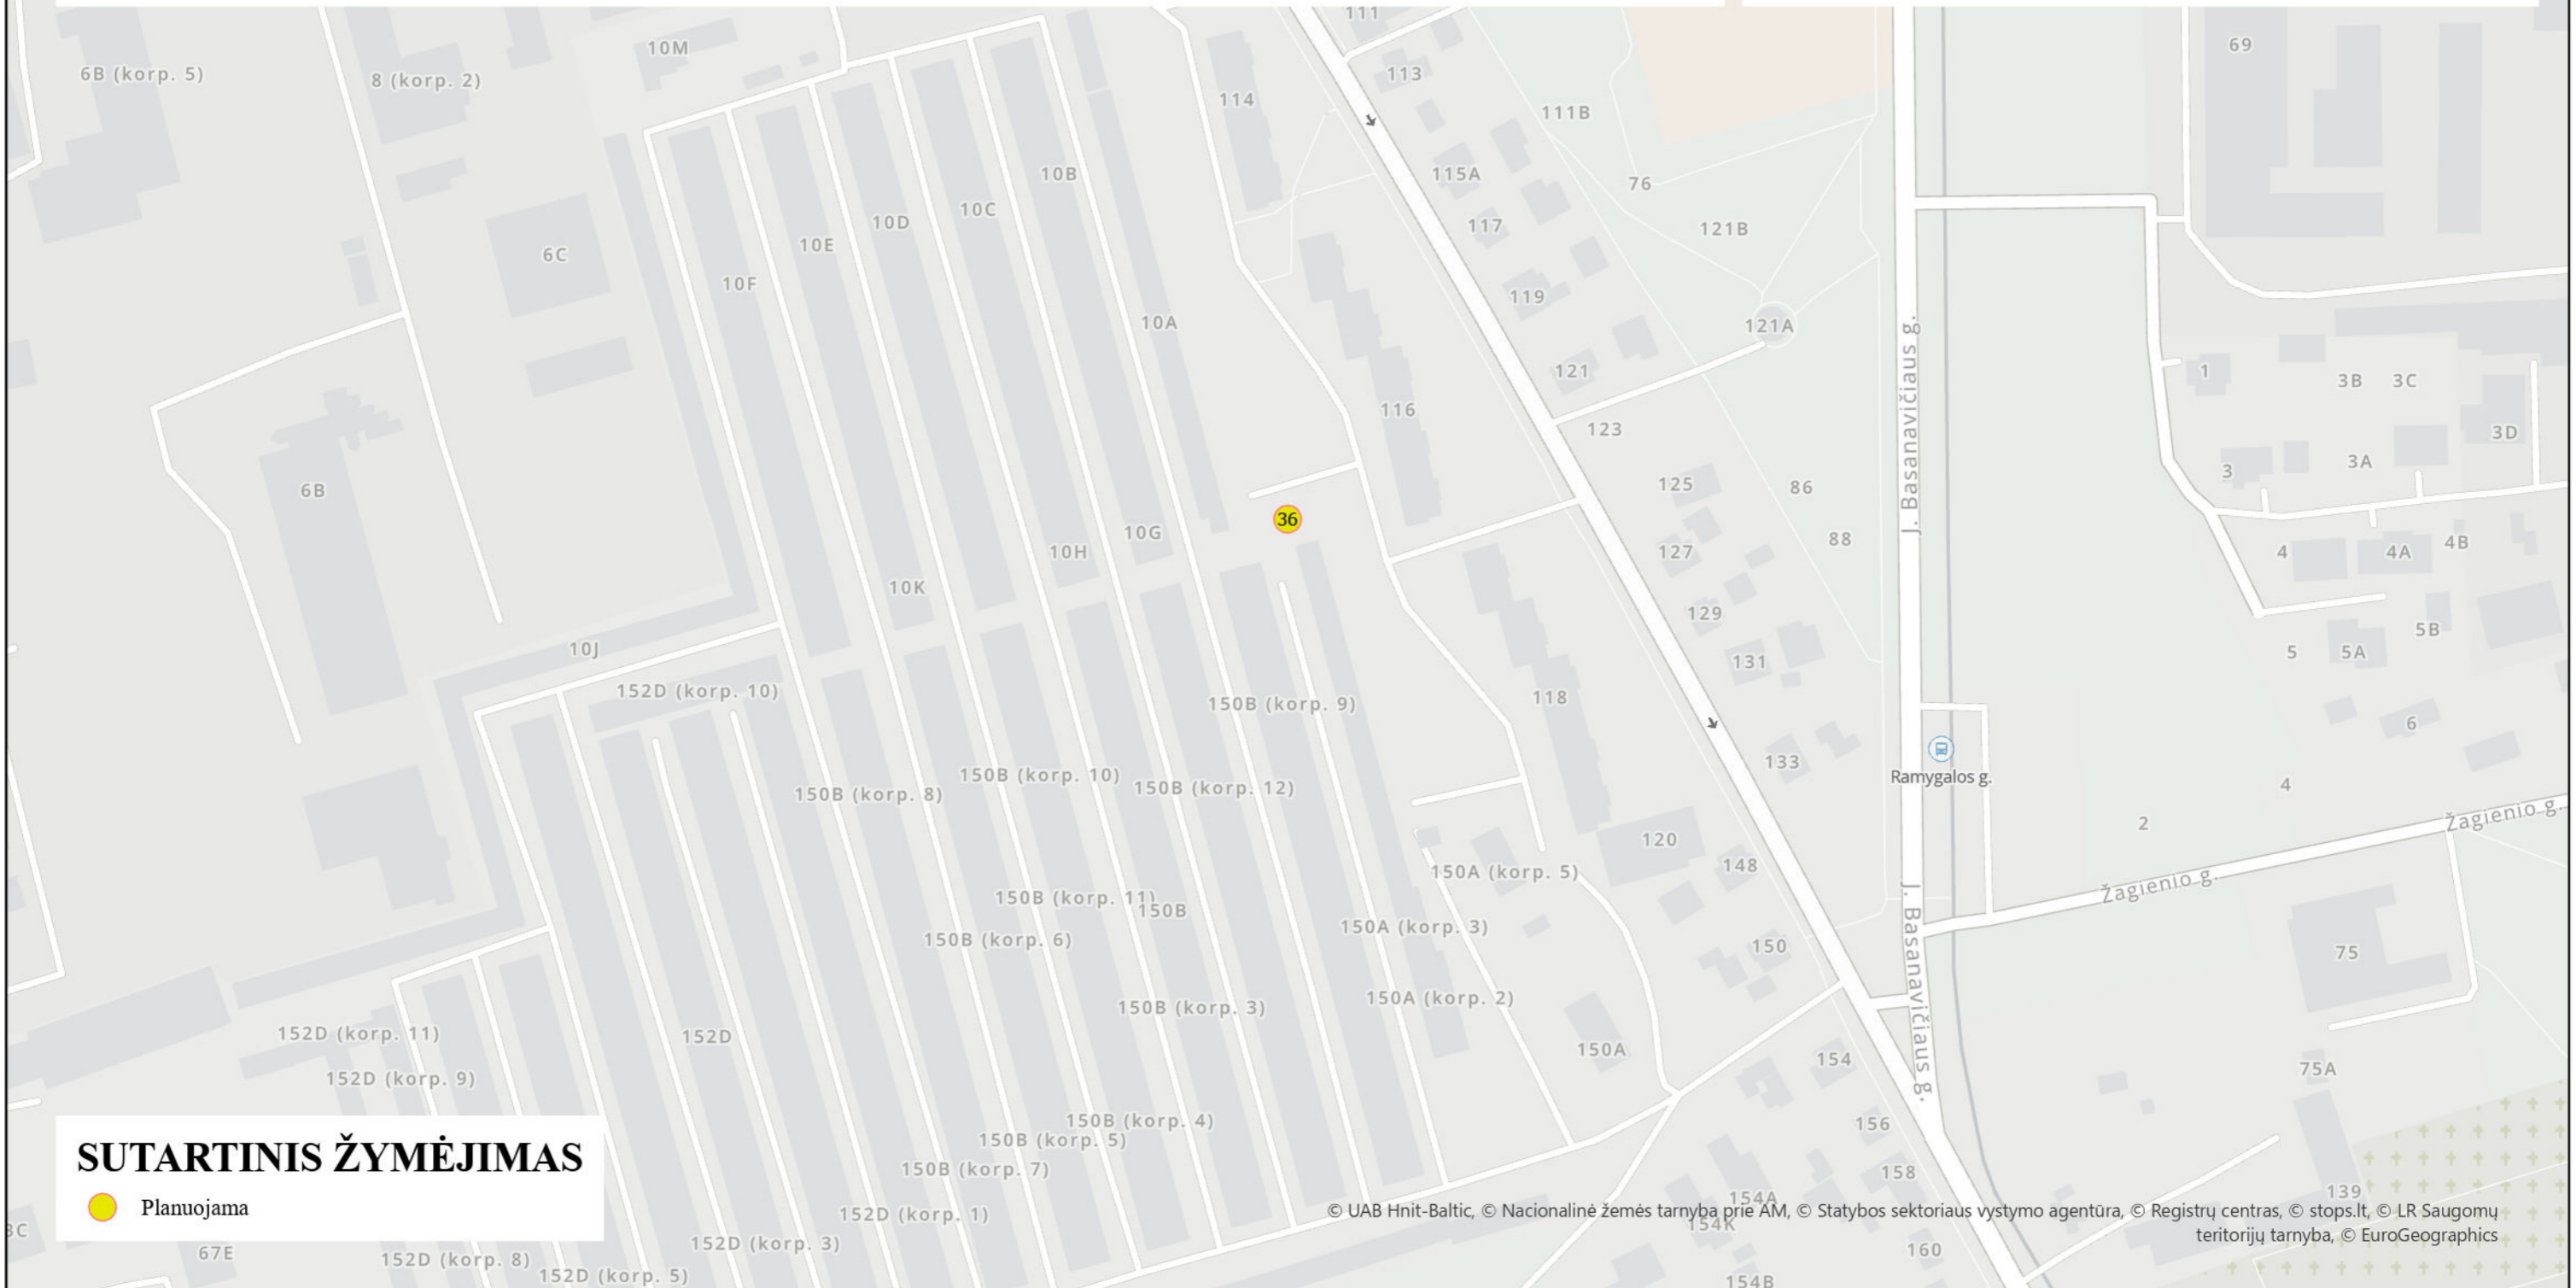 111
69
10M
6B (korp. 5)
8 (korp. 2)
113
114
111B
10B
115A
76
10C
10D
117
121B
10E
6C
10F
119
10A
121A
J. Basanavičiaus g.
121
1
3B
3C
116
123
3D
3A
3
125
86
6B
36
10G
88
10H
127
4
4A
4B
10K
129
5B
10J
131
5
5A
152D (korp. 10)
118
150B (korp. 9)
6
133
Ramygalos g.
150B (korp. 10)
150B (korp. 12)
150B (korp. 8)
4
2
Žagienio g.
120
148
150A (korp. 5)
Žagienio g.
150B (korp. 11)
150B
150A (korp. 3)
150B (korp. 6)
150
75
J. Basanavičiaus g.
150A (korp. 2)
150B (korp. 3)
152D (korp. 11)
152D
150A
154
75A
152D (korp. 9)
150B (korp. 4)
156
150B (korp. 5)
150B (korp. 7)
158
SUTARTINIS ŽYMĖJIMAS
Planuojama
139
154A
© UAB Hnit-Baltic, © Nacionalinė žemės tarnyba prie AM, © Statybos sektoriaus vystymo agentūra, © Registrų centras, © stops.lt, © LR Saugomų
teritorijų tarnyba, © EuroGeographics
152D (korp. 1)
154K
67E
152D (korp. 3)
160
152D (korp. 8)
152D (korp. 5)
154B